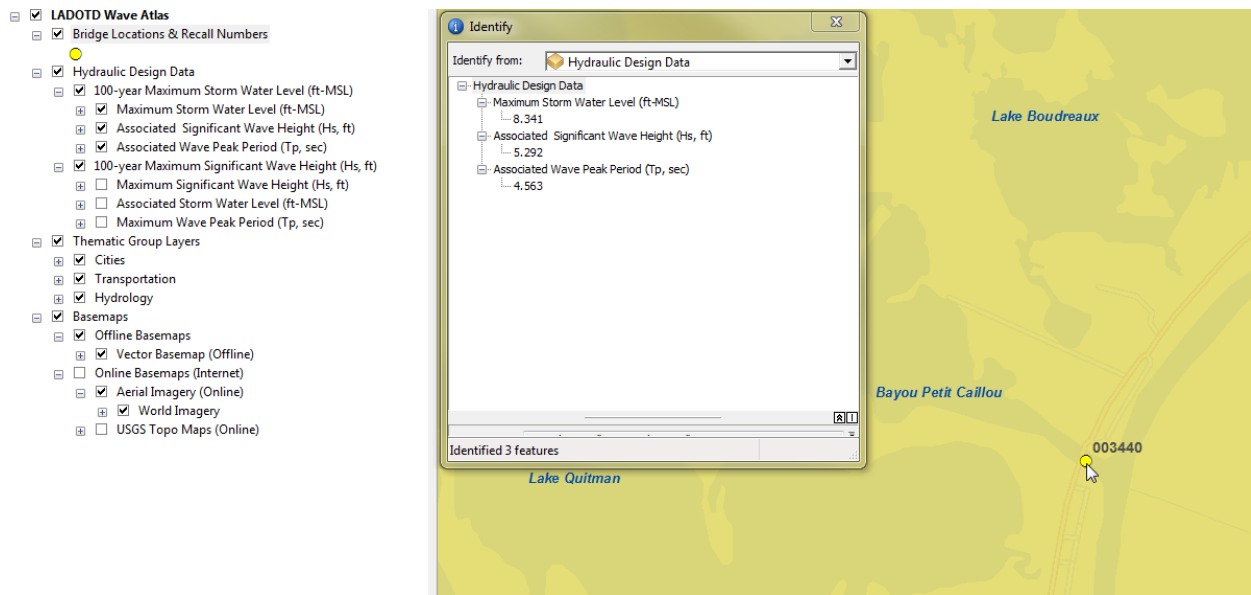 LADOTD Wave Atlas
Bridge Locations & Recall Numbers
Hydraulic Design Data
100-year Maximum Storm Water Level (ft-MSL)
Maximum Storm Water Level (ft-MSL)
Associated  Significant Wave Height (Hs, ft)
Associated Wave Peak Period (Tp, sec)
100-year Maximum Significant Wave Height (Hs, ft)
Maximum Significant Wave Height (Hs, ft)
Associated Storm Water Level (ft-MSL)
Maximum Wave Peak Period (Tp, sec)
Thematic Group Layers
Cities
Transportation
Hydrology
Basemaps
Offline Basemaps
Vector Basemap (Offline)
Online Basemaps (Internet)
Aerial Imagery (Online)
World Imagery
USGS Topo Maps (Online)
Identify
Identify from: Hydraulic Design Data
Hydraulic Design Data
Maximum Storm Water Level (ft-MSL)
8.341
Associated  Significant Wave Height (Hs, ft)
5.292
Associated Wave Peak Period (Tp, sec)
4.563
Identified 3 features
Lake Boudreaux
Bayou Petit Caillou
003440
Lake Quitman